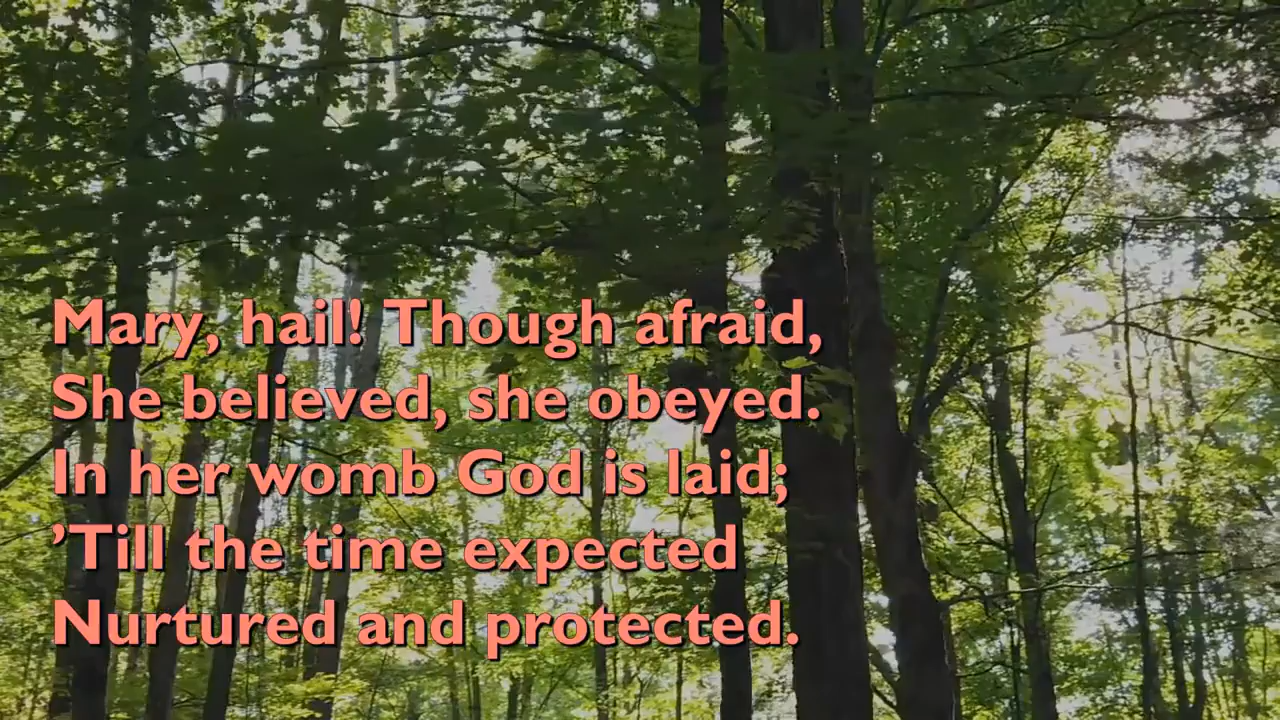 Mary, hail! Though afraid,
She believed, she obeyed.
In her womb God is laid;
’Till the time expected
Nurtured and protected.